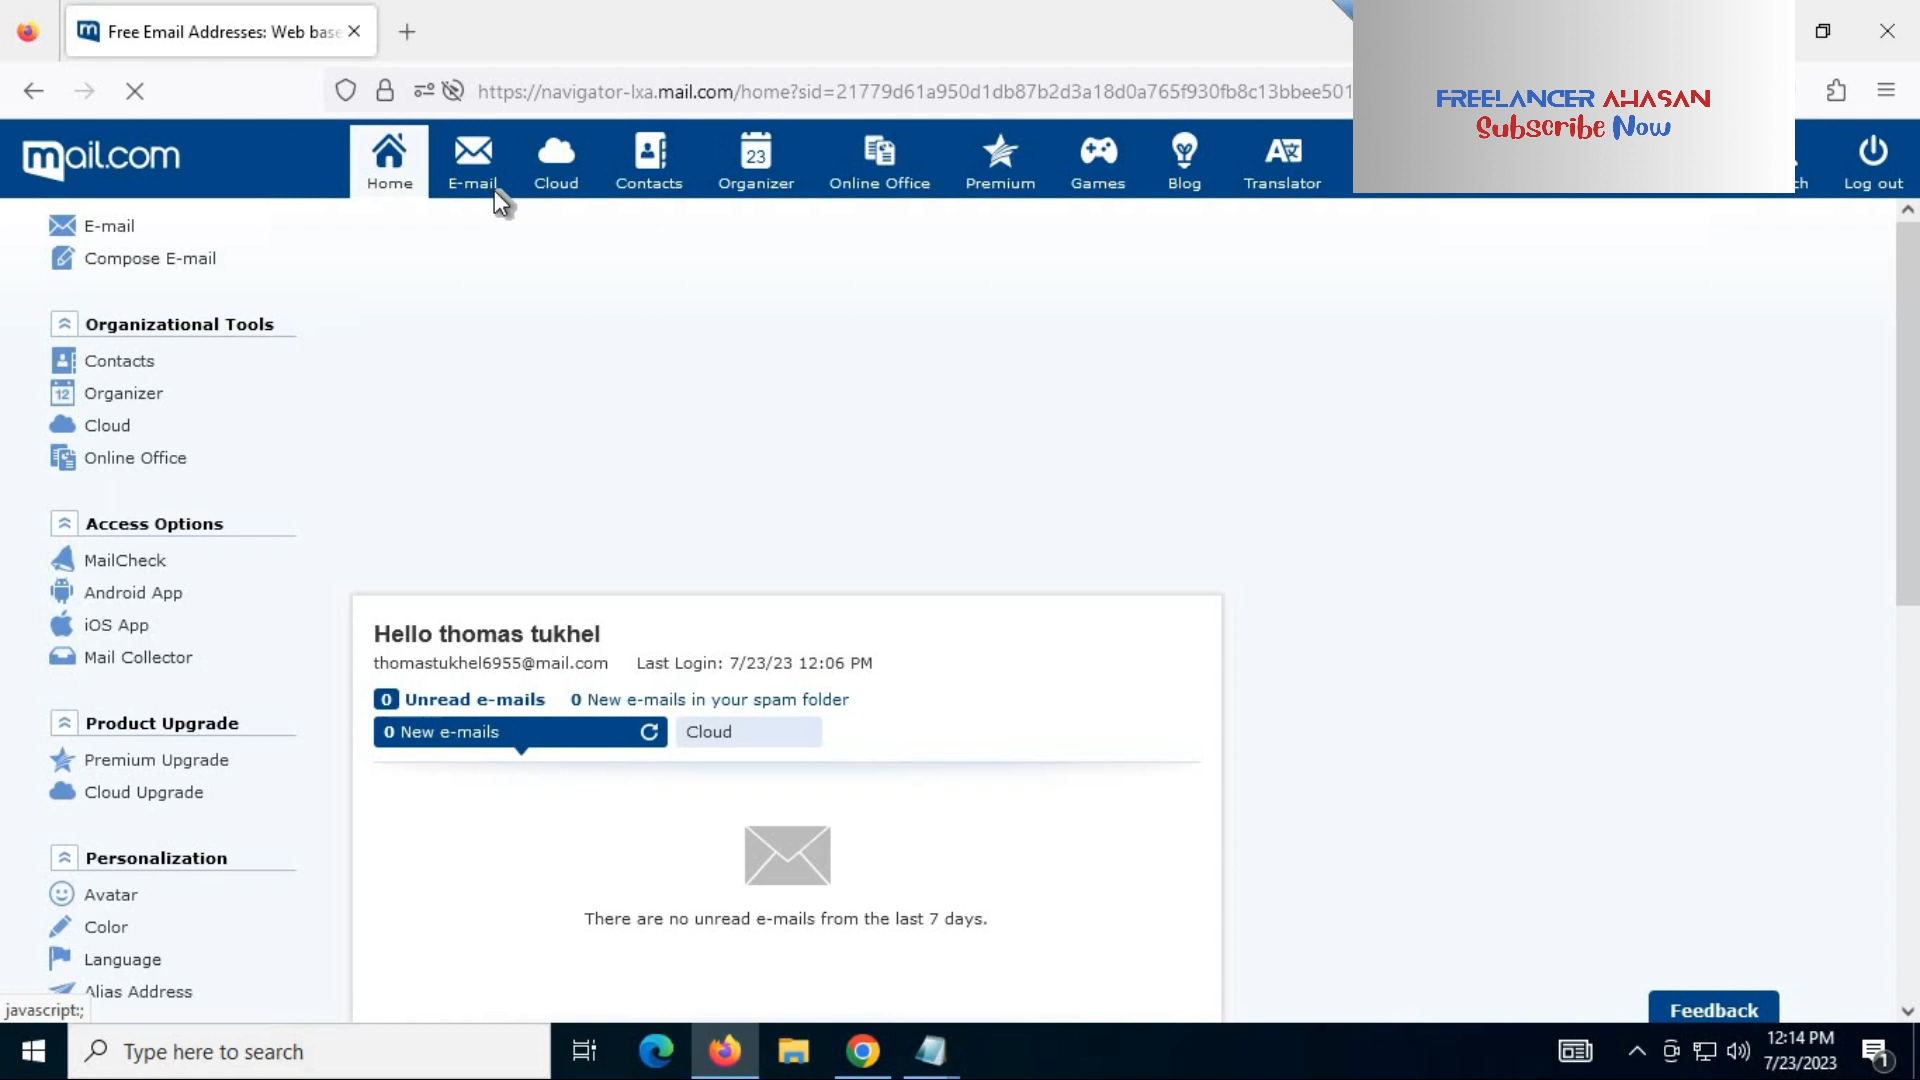 Free Email Addresses: Web base
https://navigator-lxa.mail.com/home?sid=21779d61a950d1db87b2d3a18d0a765f930fb8c13bbee501
FREELANCER AHASAN
Subscribe Now
mail.com
Home
E-mail
Cloud
Contacts
23
Organizer
Online Office
Premium
Games
Blog
Translator
Log out
E-mail
Compose E-mail
Organizational Tools
Contacts
12
Organizer
Cloud
Online Office
Access Options
MailCheck
Android App
iOS App
Mail Collector
Product Upgrade
Premium Upgrade
Cloud Upgrade
Personalization
Avatar
Color
Language
Alias Address
Hello thomas tukhel
thomastukhel6955@mail.com Last Login: 7/23/23 12:06 PM
0 Unread e-mails 0 New e-mails in your spam folder
0 New e-mails Cloud
There are no unread e-mails from the last 7 days.
Feedback
javascript:;
Type here to search
12:14 PM
7/23/2023
1